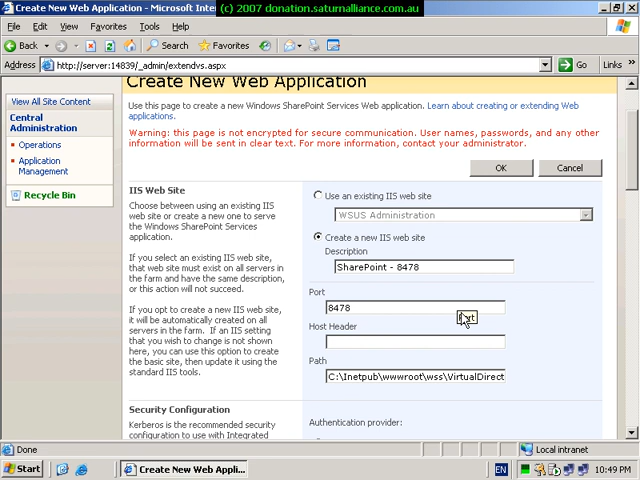 Create New Web Application - Microsoft Inte
(c) 2007 donation.saturnalliance.com.au
File Edit View Favorites Tools Help
Back Search Favorites
Address http://server:14839/_admin/extendvs.aspx Go Links »
View All Site Content
Central Administration
Operations
Application Management
Recycle Bin
Create New Web Application
Use this page to create a new Windows SharePoint Services Web application. Learn about creating or extending Web
applications.
Warning: this page is not encrypted for secure communication. User names, passwords, and any other
information will be sent in clear text. For more information, contact your administrator.
OK Cancel
IIS Web Site
Choose between using an existing IIS
web site or create a new one to serve
the Windows SharePoint Services
application.
If you select an existing IIS web site,
that web site must exist on all servers in
the farm and have the same description,
or this action will not succeed.
If you opt to create a new IIS web site,
it will be automatically created on all
servers in the farm. If an IIS setting
that you wish to change is not shown
here, you can use this option to create
the basic site, then update it using the
standard IIS tools.
Use an existing IIS web site
WSUS Administration
Create a new IIS web site
Description
SharePoint - 8478
Port
8478
Host Header
Path
C:\Inetpub\wwwroot\wss\VirtualDirect
Security Configuration
Kerberos is the recommended security
configuration to use with Integrated
Authentication provider:
Done Local intranet
Start Create New Web Appli... EN 10:49 PM